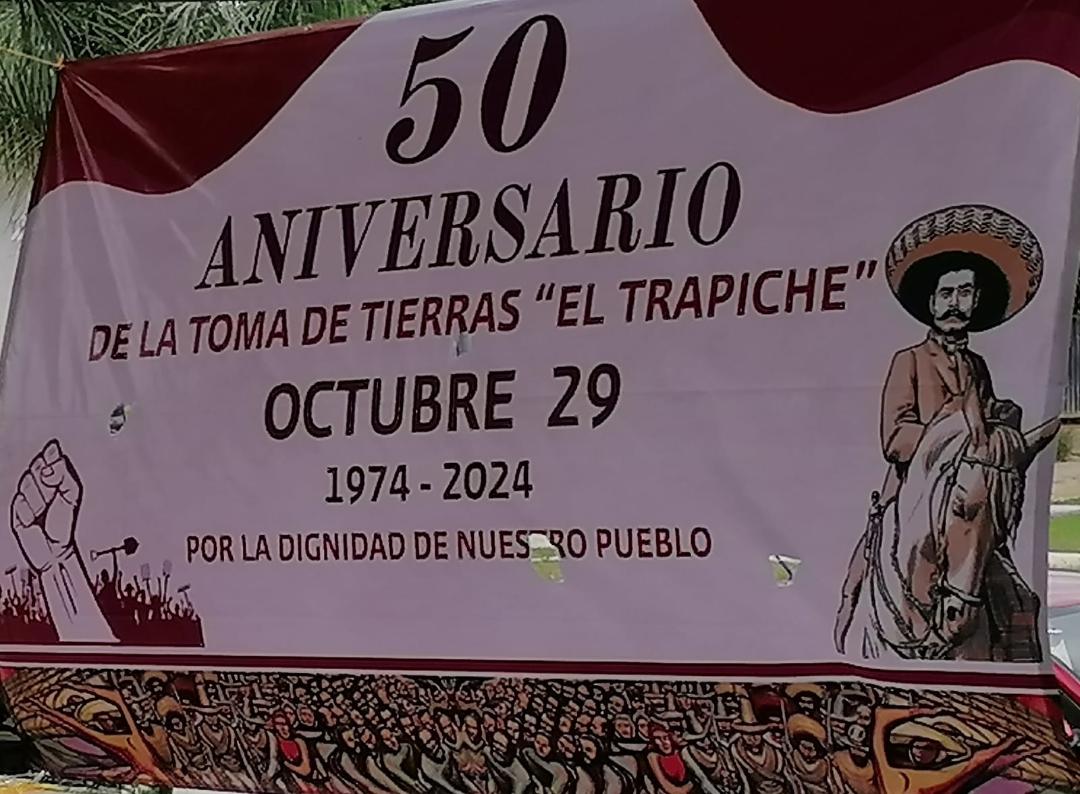 50
ANIVERSARIO
DE LA TOMA DE TIERRAS “EL TRAPICHE”
OCTUBRE 29
1974 - 2024
POR LA DIGNIDAD DE NUESTRO PUEBLO